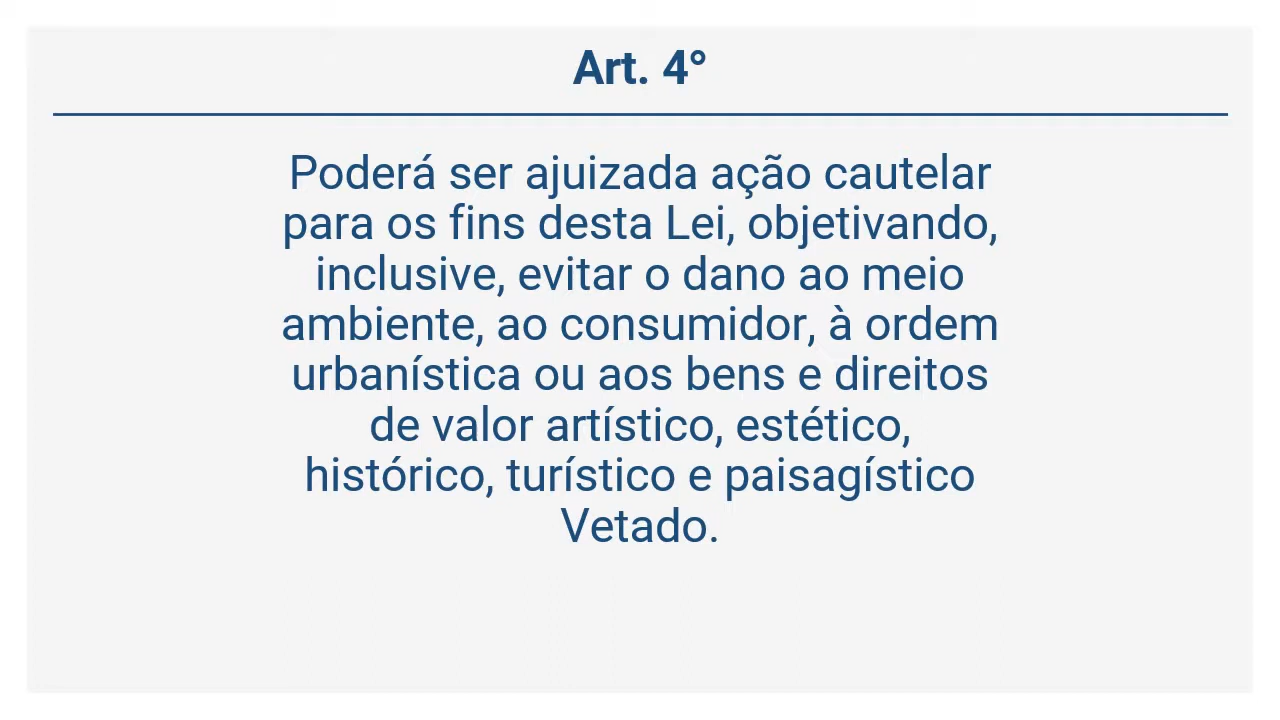 Art. 4°
Poderá ser ajuizada ação cautelar
para os fins desta Lei, objetivando,
inclusive, evitar o dano ao meio
ambiente, ao consumidor, à ordem
urbanística ou aos bens e direitos
de valor artístico, estético,
histórico, turístico e paisagístico
Vetado.